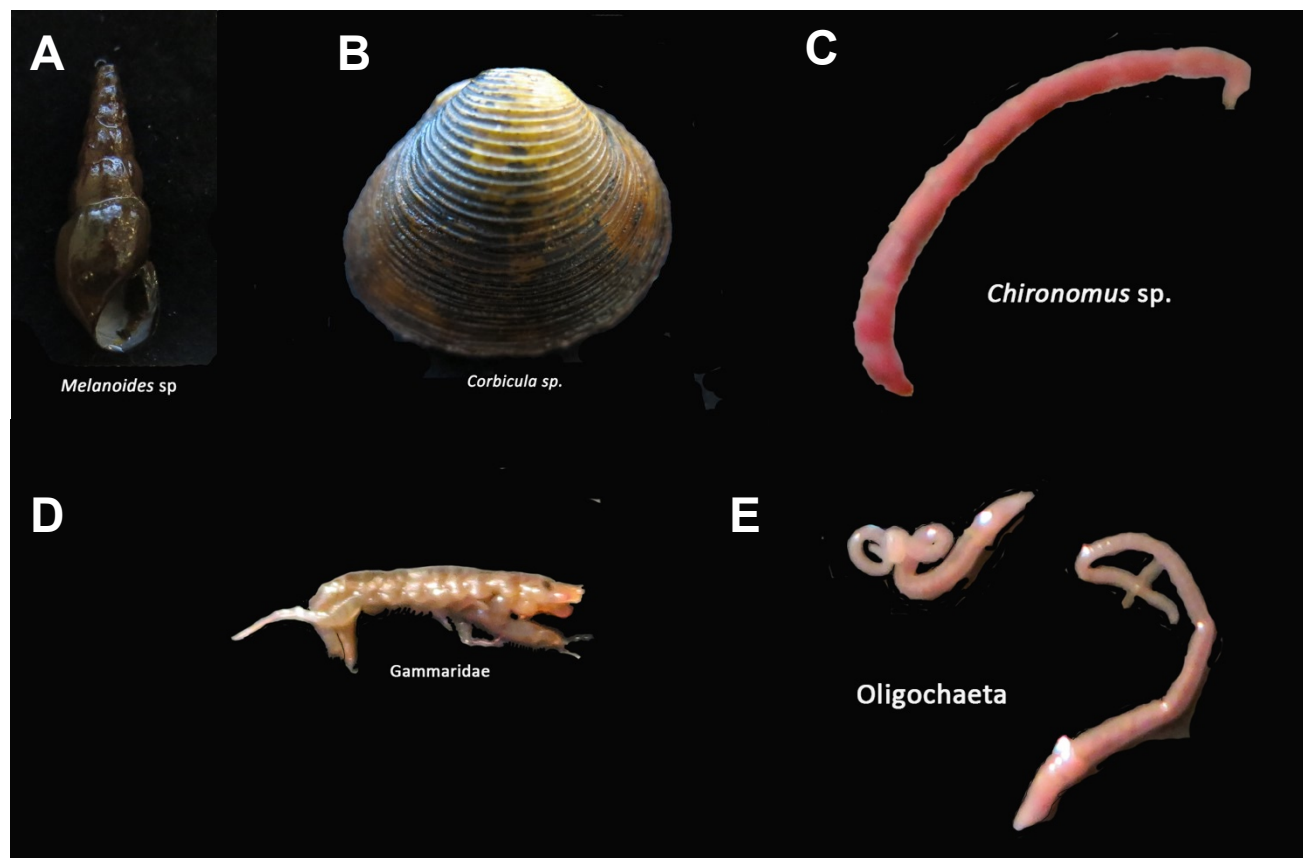 A
B
C
Melanoides sp
Corbicula sp.
Chironomus sp.
D
E
Gammaridae
Oligochaeta